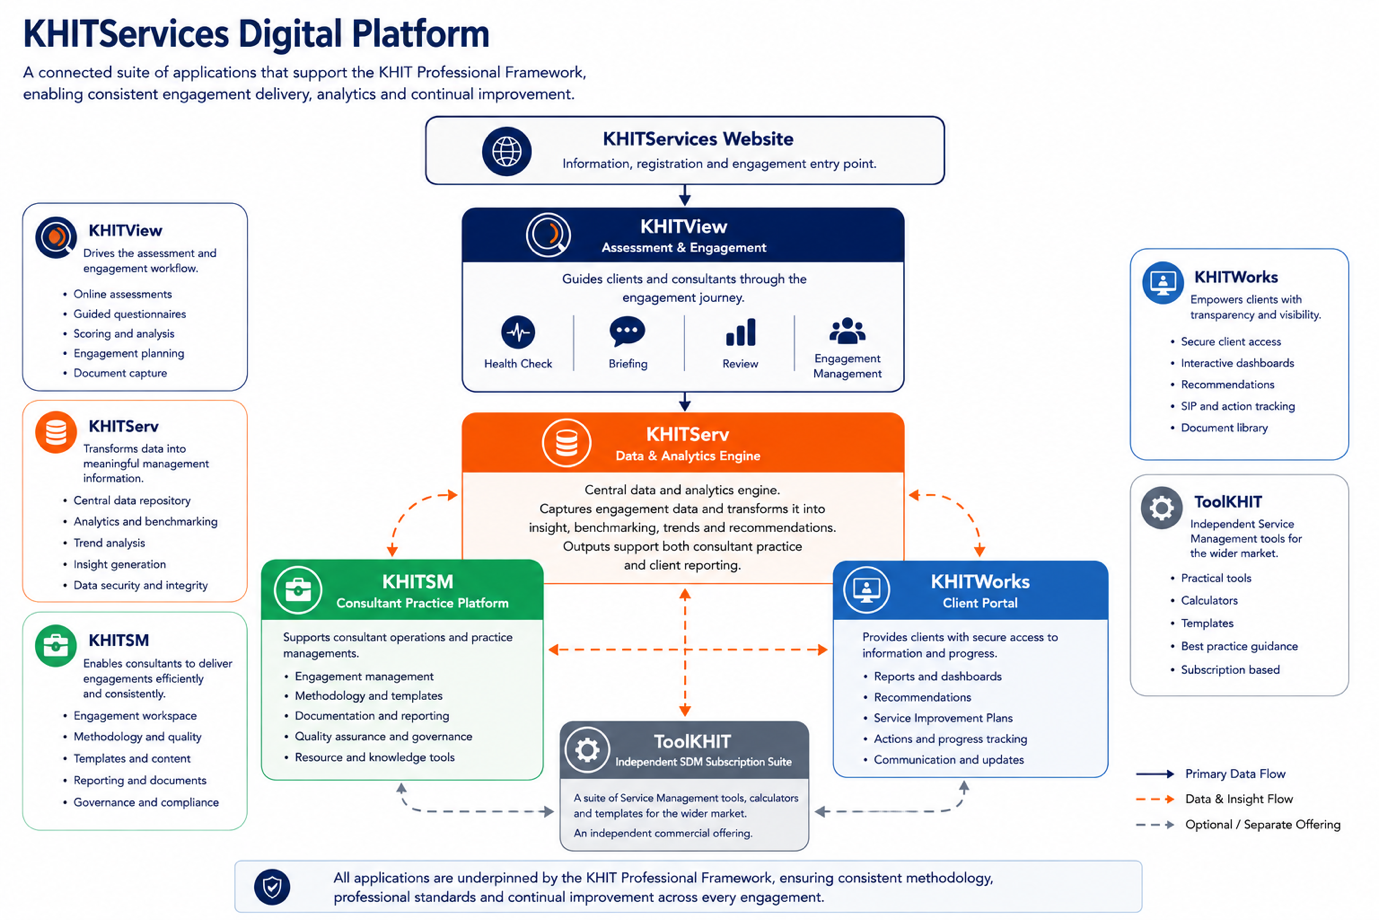 KHITServices Digital Platform
A connected suite of applications that support the KHIT Professional Framework,
enabling consistent engagement delivery, analytics and continual improvement.
KHITServices Website
Information, registration and engagement entry point.
KHITView
Assessment & Engagement
Guides clients and consultants through the
engagement journey.
Health Check
Briefing
Review
Engagement
Management
KHITServ
Data & Analytics Engine
Central data and analytics engine.
Captures engagement data and transforms it into
insight, benchmarking, trends and recommendations.
Outputs support both consultant practice
and client reporting.
KHITSM
Consultant Practice Platform
Supports consultant operations and practice
managements.
• Engagement management
• Methodology and templates
• Documentation and reporting
• Quality assurance and governance
• Resource and knowledge tools
KHITWorks
Client Portal
Provides clients with secure access to
information and progress.
• Reports and dashboards
• Recommendations
• Service Improvement Plans
• Actions and progress tracking
• Communication and updates
ToolKHIT
Independent SDM Subscription Suite
A suite of Service Management tools, calculators
and templates for the wider market.
An independent commercial offering.
KHITView
Drives the assessment and
engagement workflow.
• Online assessments
• Guided questionnaires
• Scoring and analysis
• Engagement planning
• Document capture
KHITServ
Transforms data into
meaningful management
information.
• Central data repository
• Analytics and benchmarking
• Trend analysis
• Insight generation
• Data security and integrity
KHITSM
Enables consultants to deliver
engagements efficiently
and consistently.
• Engagement workspace
• Methodology and quality
• Templates and content
• Reporting and documents
• Governance and compliance
KHITWorks
Empowers clients with
transparency and visibility.
• Secure client access
• Interactive dashboards
• Recommendations
• SIP and action tracking
• Document library
ToolKHIT
Independent Service
Management tools for
the wider market.
• Practical tools
• Calculators
• Templates
• Best practice guidance
• Subscription based
Primary Data Flow
Data & Insight Flow
Optional / Separate Offering
All applications are underpinned by the KHIT Professional Framework, ensuring consistent methodology,
professional standards and continual improvement across every engagement.